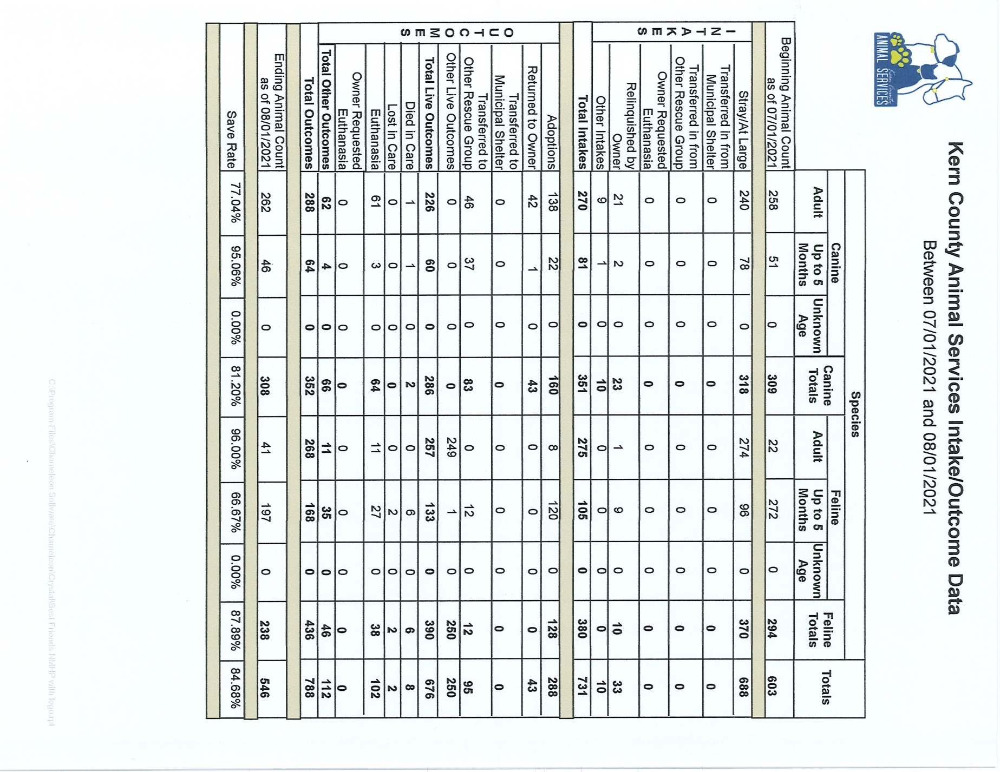 Kern County
ANIMAL SERVICES
Kern County Animal Services Intake/Outcome Data
Between 07/01/2021 and 08/01/2021
Species
Canine Canine Totals Feline Feline Totals Totals
Adult Up to 5 Months Unknown Age Adult Up to 5 Months Unknown Age
Beginning Animal Count
as of 07/01/2021 258 51 0 309 22 272 0 294 603
INTAKES
Stray/At Large 240 78 0 318 274 96 0 370 688
Transferred in from
Municipal Shelter 0 0 0 0 0 0 0 0 0
Transferred in from
Other Rescue Group 0 0 0 0 0 0 0 0 0
Owner Requested
Euthanasia 0 0 0 0 0 0 0 0 0
Relinquished by
Owner 21 2 0 23 1 9 0 10 33
Other Intakes 9 1 0 10 0 0 0 0 10
Total Intakes 270 81 0 351 275 105 0 380 731
OUTCOMES
Adoptions 138 22 0 160 8 120 0 128 288
Returned to Owner 42 1 0 43 0 0 0 0 43
Transferred to
Municipal Shelter 0 0 0 0 0 0 0 0 0
Transferred to
Other Rescue Group 46 37 0 83 0 12 0 12 95
Other Live Outcomes 0 0 0 0 249 1 0 250 250
Total Live Outcomes 226 60 0 286 257 133 0 390 676
Died in Care 1 1 0 2 0 6 0 6 8
Lost in Care 0 0 0 0 0 2 0 2 2
Euthanasia 61 3 0 64 11 27 0 38 102
Owner Requested
Euthanasia 0 0 0 0 0 0 0 0 0
Total Other Outcomes 62 4 0 66 11 35 0 46 112
Total Outcomes 288 64 0 352 268 168 0 436 788
Ending Animal Count
as of 08/01/2021 262 46 0 308 41 197 0 238 546
Save Rate 77.04% 95.06% 0.00% 81.20% 96.00% 66.67% 0.00% 87.89% 84.68%
C:\Program Files\Chameleon Software\Chameleon\Crystal\Best Friends NMHP with logo.rpt